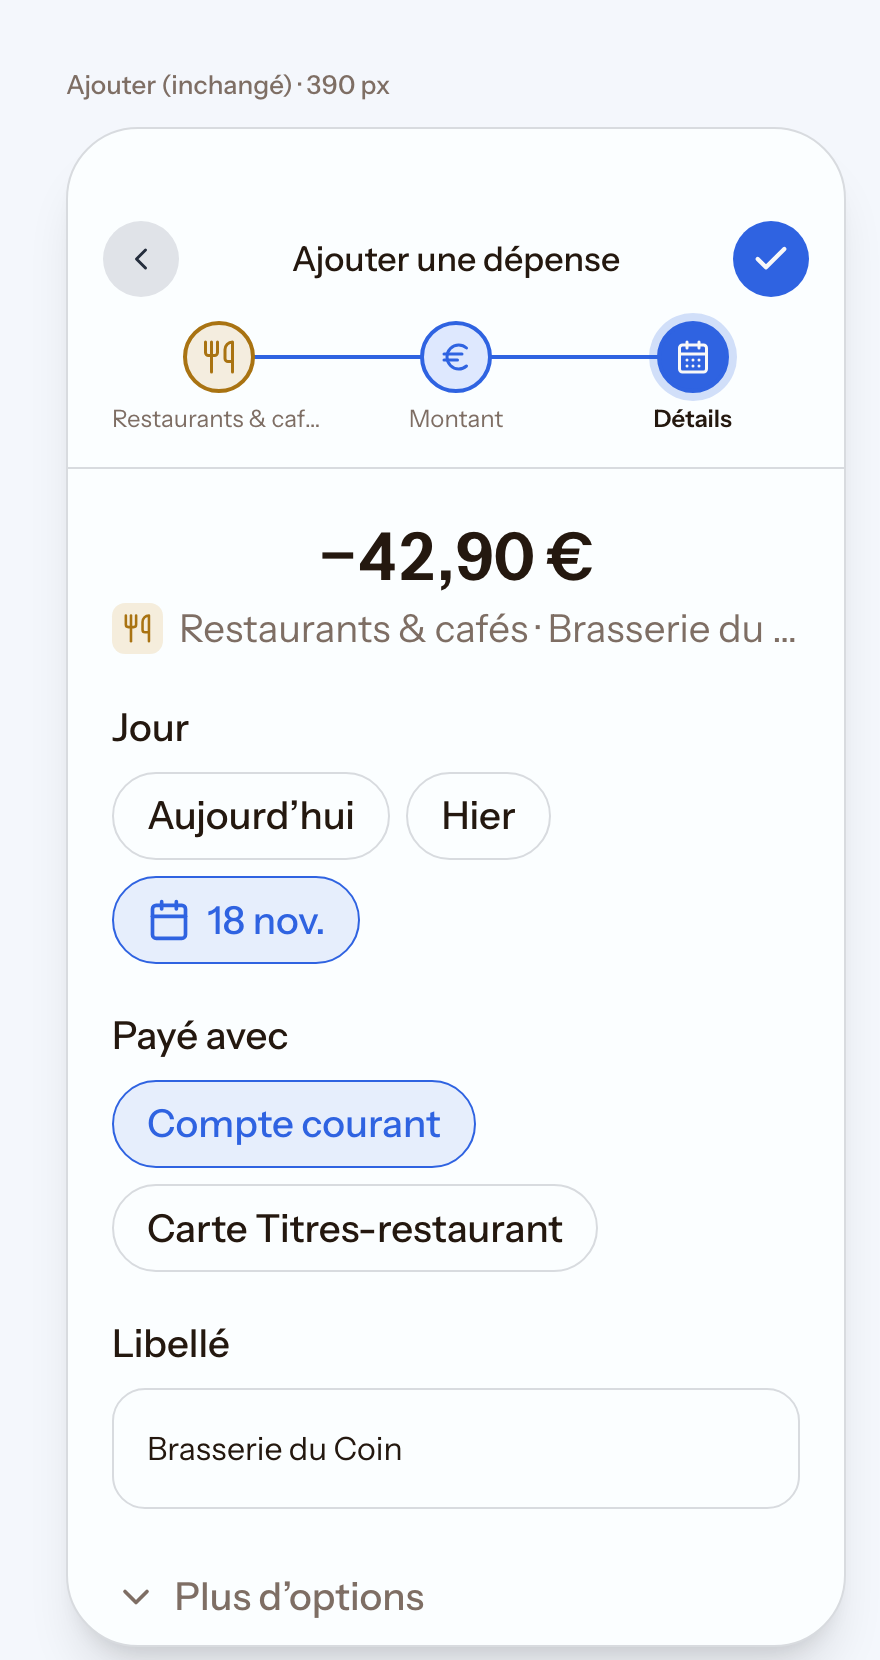 Ajouter (inchangé) · 390 px
Ajouter une dépense
Restaurants & caf…
Montant
Détails
−42,90 €
Restaurants & cafés · Brasserie du …
Jour
Aujourd’hui
Hier
18 nov.
Payé avec
Compte courant
Carte Titres-restaurant
Libellé
Brasserie du Coin
Plus d’options